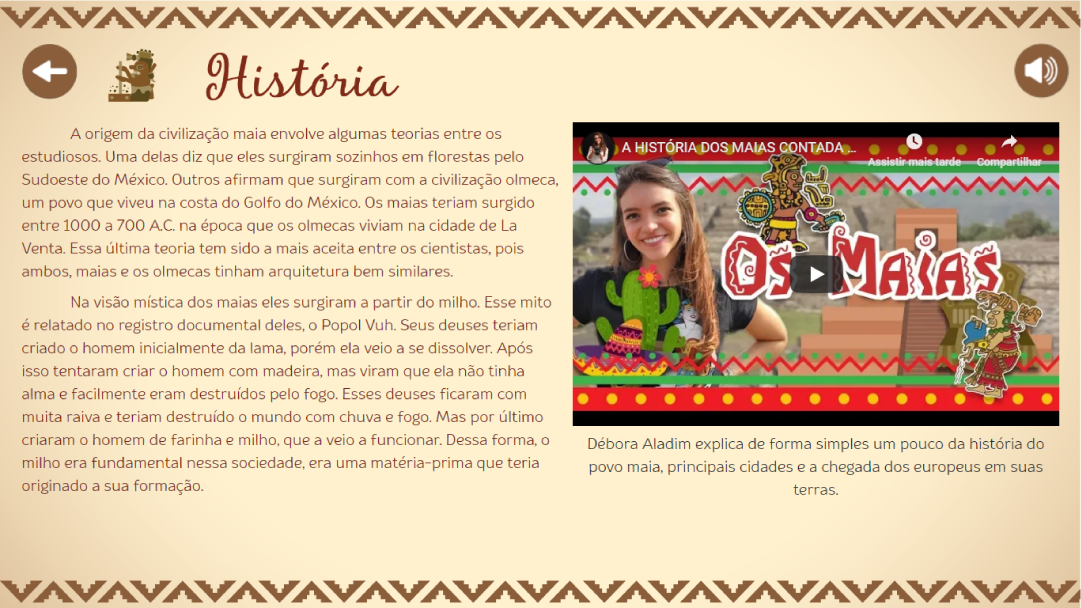 História
A origem da civilização maia envolve algumas teorias entre os
estudiosos. Uma delas diz que eles surgiram sozinhos em florestas pelo
Sudoeste do México. Outros afirmam que surgiram com a civilização olmeca,
um povo que viveu na costa do Golfo do México. Os maias teriam surgido
entre 1000 a 700 A.C. na época que os olmecas viviam na cidade de La
Venta. Essa última teoria tem sido a mais aceita entre os cientistas, pois
ambos, maias e os olmecas tinham arquitetura bem similares.
Na visão mística dos maias eles surgiram a partir do milho. Esse mito
é relatado no registro documental deles, o Popol Vuh. Seus deuses teriam
criado o homem inicialmente da lama, porém ela veio a se dissolver. Após
isso tentaram criar o homem com madeira, mas viram que ela não tinha
alma e facilmente eram destruídos pelo fogo. Esses deuses ficaram com
muita raiva e teriam destruído o mundo com chuva e fogo. Mas por último
criaram o homem de farinha e milho, que a veio a funcionar. Dessa forma, o
milho era fundamental nessa sociedade, era uma matéria-prima que teria
originado a sua formação.
A HISTÓRIA DOS MAIAS CONTADA ...
Assistir mais tarde
Compartilhar
OS MAIAS
Débora Aladim explica de forma simples um pouco da história do
povo maia, principais cidades e a chegada dos europeus em suas
terras.